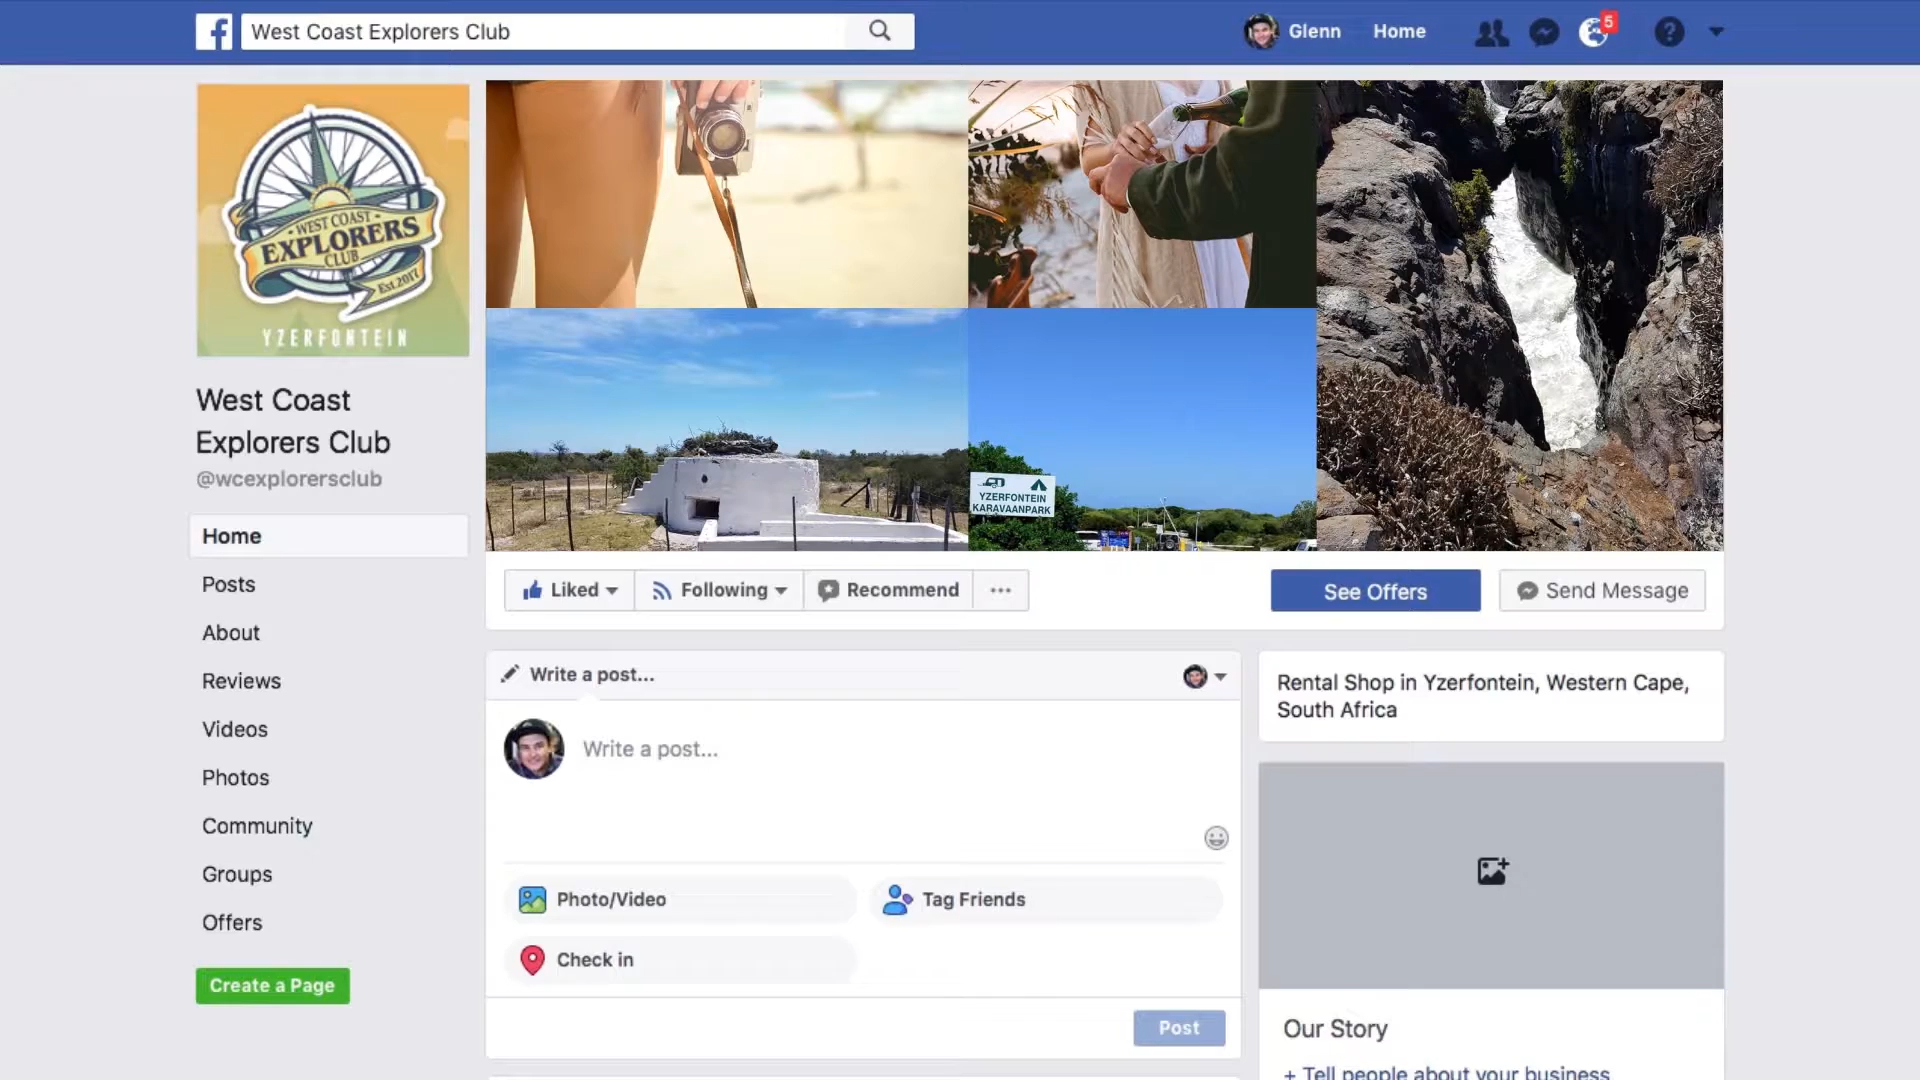 West Coast Explorers Club
Glenn
Home
5
?
WEST COAST
EXPLORERS
CLUB
Est.2017
YZERFONTEIN
West Coast
Explorers Club
@wcexplorersclub
Home
Posts
About
Reviews
Videos
Photos
Community
Groups
Offers
Create a Page
YZERFONTEIN
KARAVAANPARK
Liked
Following
Recommend
See Offers
Send Message
Write a post...
Write a post...
Photo/Video
Tag Friends
Check in
Post
Rental Shop in Yzerfontein, Western Cape,
South Africa
Our Story
+ Tell people about your business